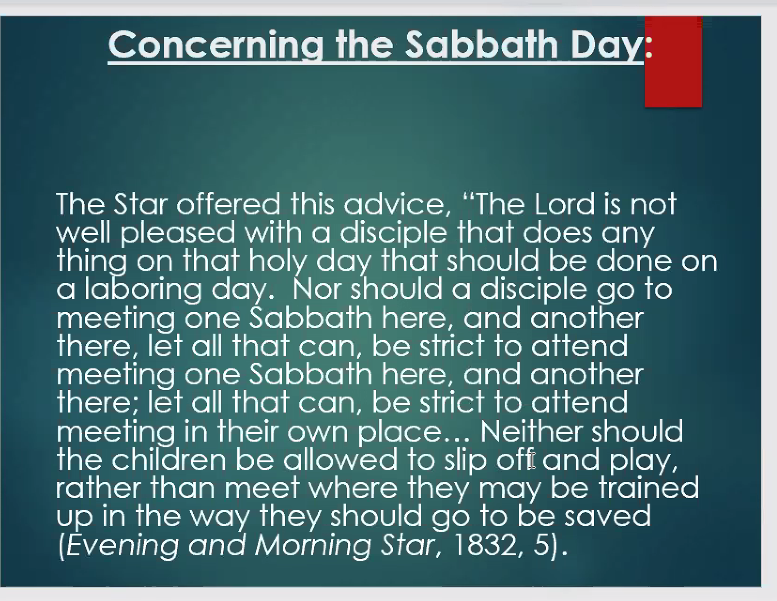 Concerning the Sabbath Day:
The Star offered this advice, “The Lord is not
well pleased with a disciple that does any
thing on that holy day that should be done on
a laboring day.  Nor should a disciple go to
meeting one Sabbath here, and another
there, let all that can, be strict to attend
meeting one Sabbath here, and another
there; let all that can, be strict to attend
meeting in their own place… Neither should
the children be allowed to slip off and play,
rather than meet where they may be trained
up in the way they should go to be saved
(Evening and Morning Star, 1832, 5).